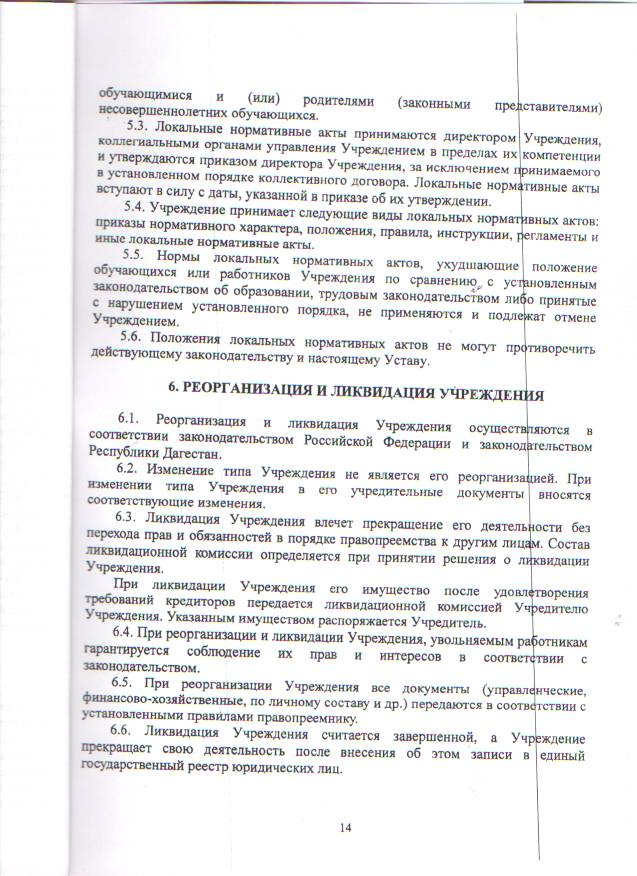 обучающимися и (или) родителями (законными представителями)
несовершеннолетних обучающихся.
5.3. Локальные нормативные акты принимаются директором Учреждения,
коллегиальными органами управления Учреждением в пределах их компетенции
и утверждаются приказом директора Учреждения, за исключением принимаемого
в установленном порядке коллективного договора. Локальные нормативные акты
вступают в силу с даты, указанной в приказе об их утверждении.
5.4. Учреждение принимает следующие виды локальных нормативных актов:
приказы нормативного характера, положения, правила, инструкции, регламенты и
иные локальные нормативные акты.
5.5. Нормы локальных нормативных актов, ухудшающие положение
обучающихся или работников Учреждения по сравнению с установленным
законодательством об образовании, трудовым законодательством либо принятые
с нарушением установленного порядка, не применяются и подлежат отмене
Учреждением.
5.6. Положения локальных нормативных актов не могут противоречить
действующему законодательству и настоящему Уставу.
6. РЕОРГАНИЗАЦИЯ И ЛИКВИДАЦИЯ УЧРЕЖДЕНИЯ
6.1. Реорганизация и ликвидация Учреждения осуществляются в
соответствии законодательством Российской Федерации и законодательством
Республики Дагестан.
6.2. Изменение типа Учреждения не является его реорганизацией. При
изменении типа Учреждения в его учредительные документы вносятся
соответствующие изменения.
6.3. Ликвидация Учреждения влечет прекращение его деятельности без
перехода прав и обязанностей в порядке правопреемства к другим лицам. Состав
ликвидационной комиссии определяется при принятии решения о ликвидации
Учреждения.
При ликвидации Учреждения его имущество после удовлетворения
требований кредиторов передается ликвидационной комиссией Учредителю
Учреждения. Указанным имуществом распоряжается Учредитель.
6.4. При реорганизации и ликвидации Учреждения, увольняемым работникам
гарантируется соблюдение их прав и интересов в соответствии с
законодательством.
6.5. При реорганизации Учреждения все документы (управленческие,
финансово-хозяйственные, по личному составу и др.) передаются в соответствии с
установленными правилами правопреемнику.
6.6. Ликвидация Учреждения считается завершенной, а Учреждение
прекращает свою деятельность после внесения об этом записи в единый
государственный реестр юридических лиц.
14